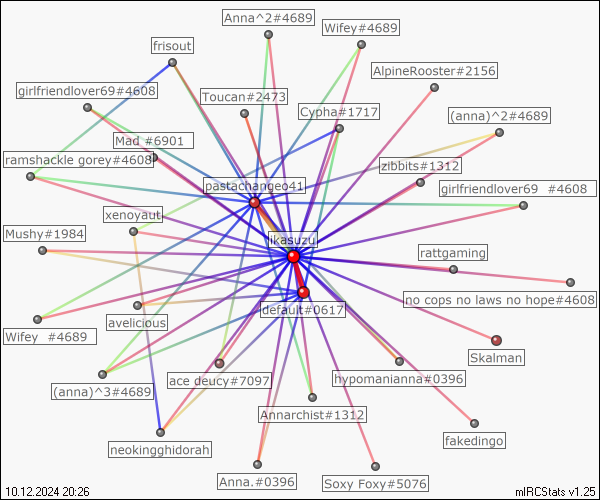 Anna^2#4689
Wifey#4689
frisout
AlpineRooster#2156
girlfriendlover69#4608
Toucan#2473
Cypha#1717
(anna)^2#4689
Mad #6901
ramshackle gorey#4608
zibbits#1312
pastachangeo41
girlfriendlover69 #4608
xenoyaut
Mushy#1984
ikasuzu
rattgaming
no cops no laws no hope#4608
avelicious
default#0617
Wifey #4689
Skalman
ace deucy#7097
hypomanianna#0396
(anna)^3#4689
Annarchist#1312
fakedingo
neokingghidorah
Anna.#0396
Soxy Foxy#5076
10.12.2024 20:26
mIRCStats v1.25